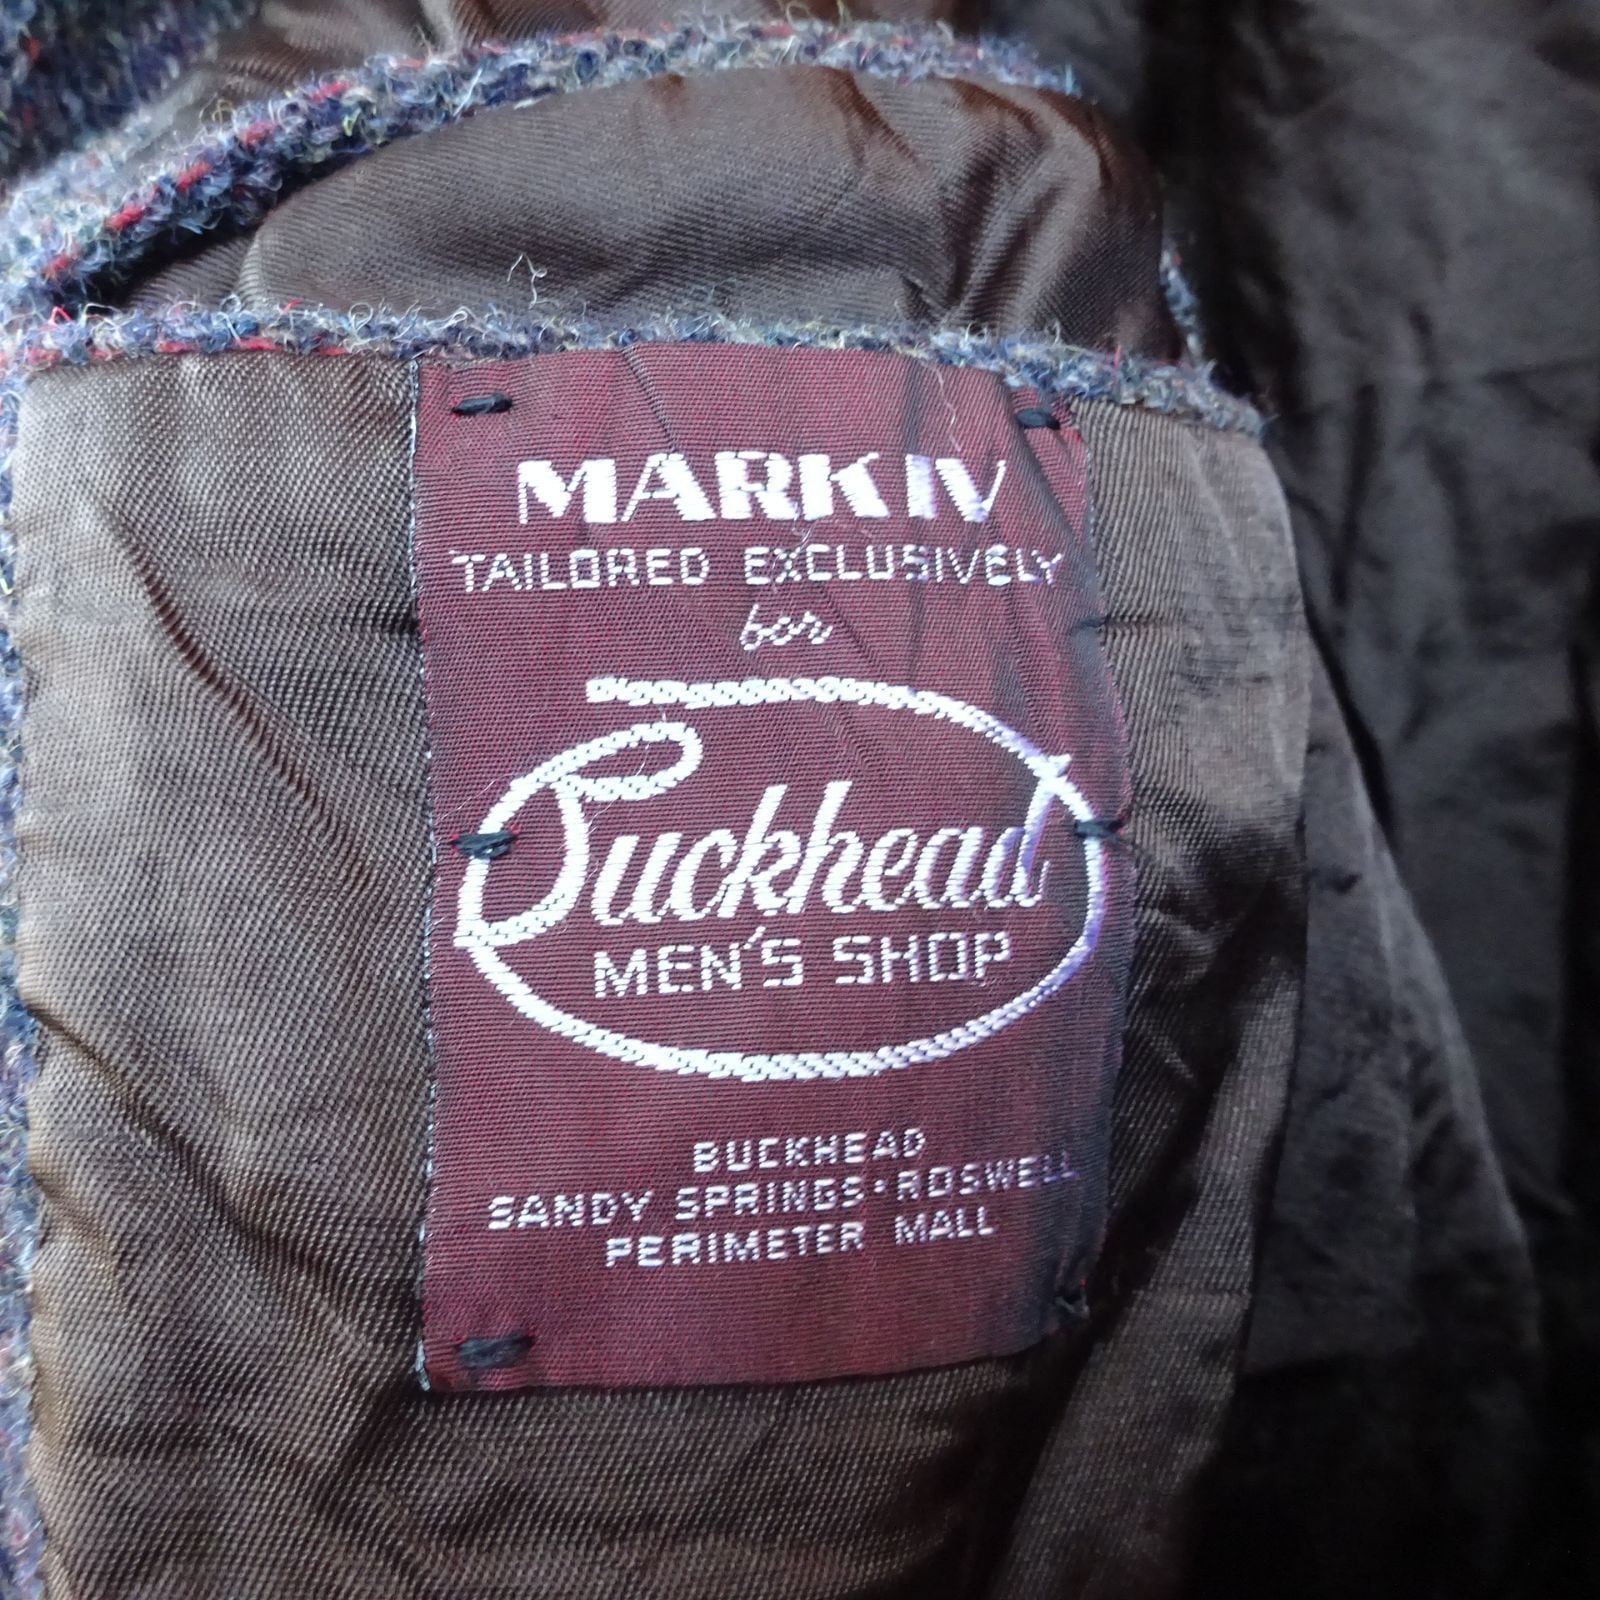 MARK IV
TAILORED EXCLUSIVELY
for
Buckhead
MEN'S SHOP
BUCKHEAD
SANDY SPRINGS • ROSWELL
PERIMETER MALL